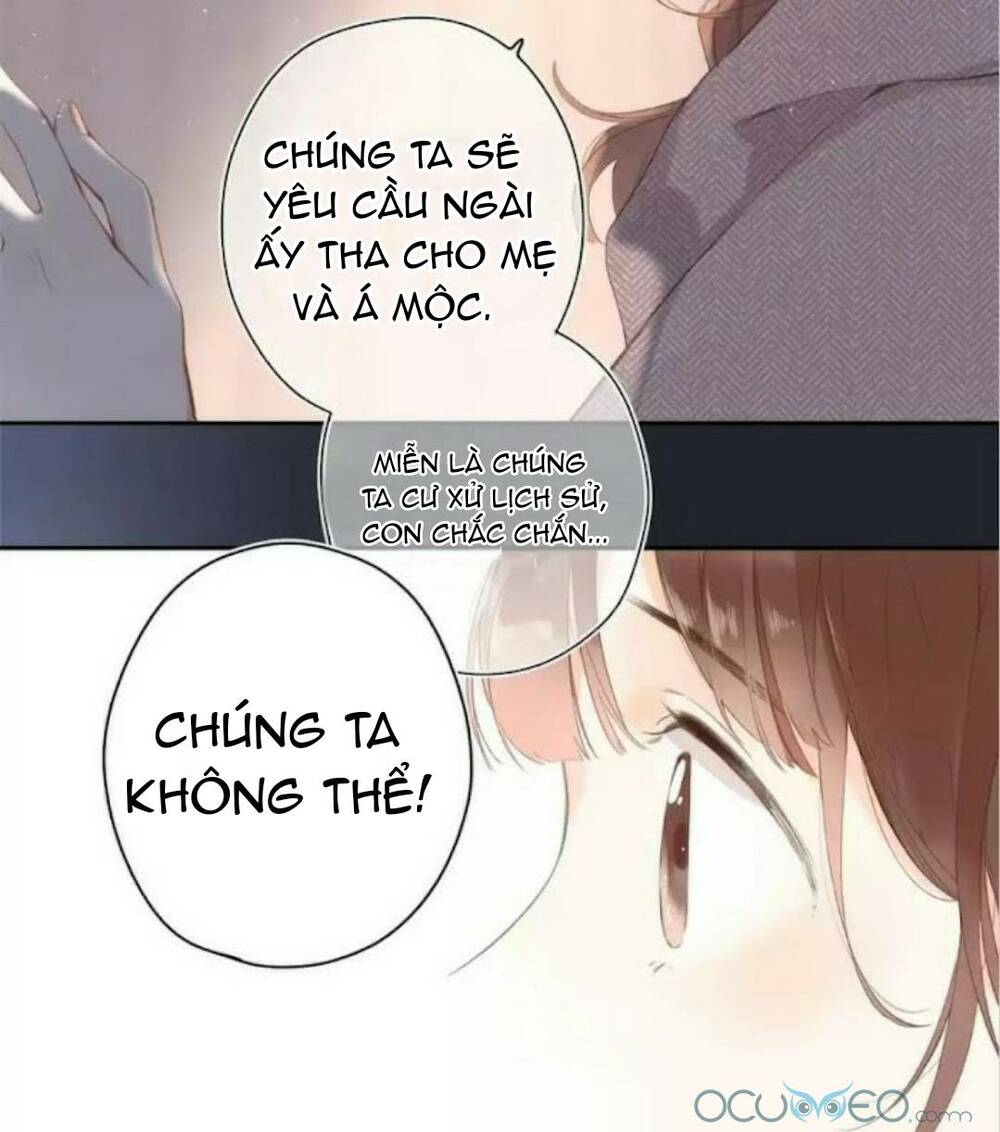 CHÚNG TA SẼ
YÊU CẦU NGÀI
ẤY THA CHO MẸ
VÀ Á MỘC.
MIỄN LÀ CHÚNG
TA CƯ XỬ LỊCH SỬ,
CON CHẮC CHẮN...
CHÚNG TA
KHÔNG THỂ!
OCUMEO.com